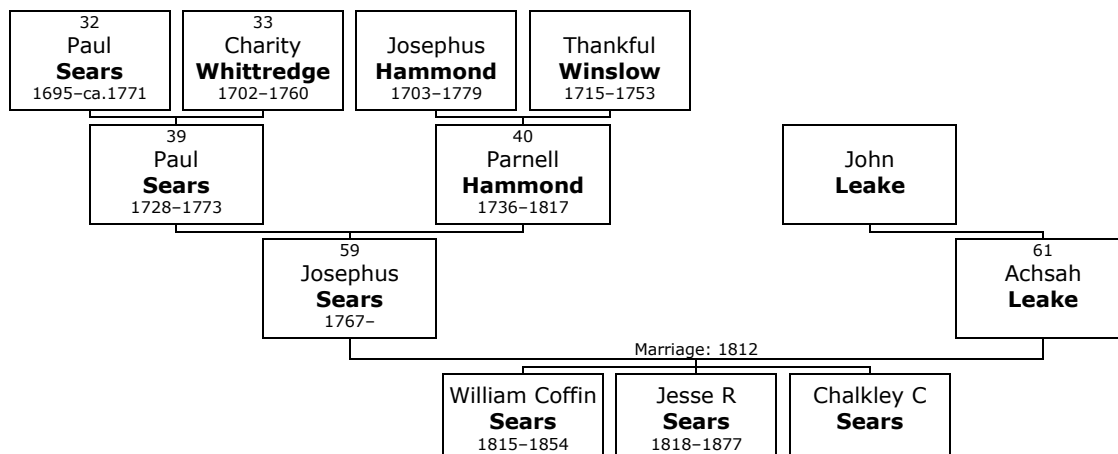 32
Paul
Sears
1695–ca.1771
33
Charity
Whittredge
1702–1760
Josephus
Hammond
1703–1779
Thankful
Winslow
1715–1753
39
Paul
Sears
1728–1773
40
Parnell
Hammond
1736–1817
John
Leake
59
Josephus
Sears
1767–
61
Achsah
Leake
Marriage: 1812
William Coffin
Sears
1815–1854
Jesse R
Sears
1818–1877
Chalkley C
Sears